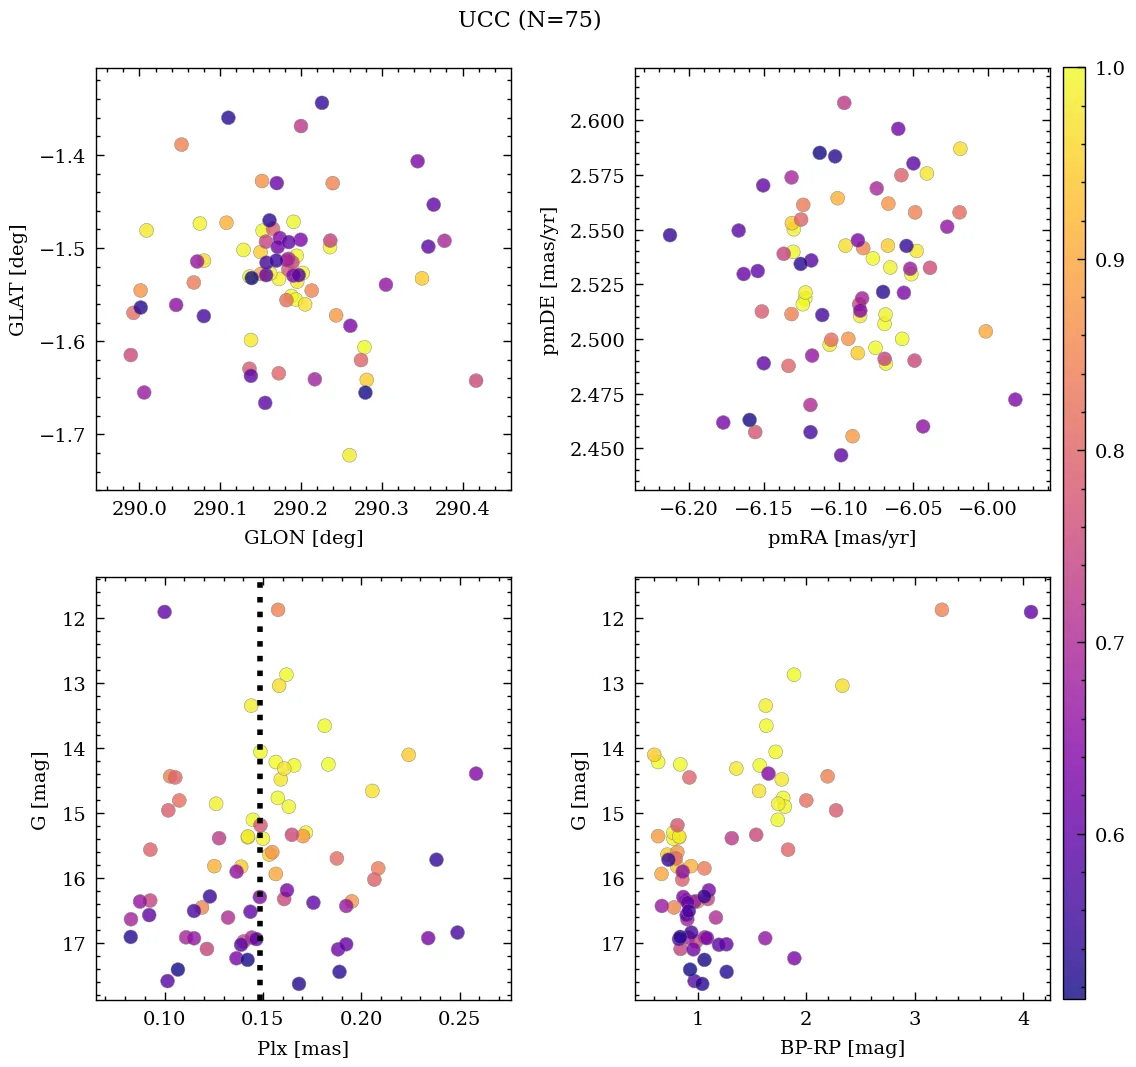 UCC (N=75)
−1.4
−1.5
−1.6
−1.7
GLAT [deg]
290.0 290.1 290.2 290.3 290.4
GLON [deg]
2.600
2.575
2.550
2.525
2.500
2.475
2.450
pmDE [mas/yr]
−6.20 −6.15 −6.10 −6.05 −6.00
pmRA [mas/yr]
12
13
14
15
16
17
G [mag]
0.10 0.15 0.20 0.25
Plx [mas]
12
13
14
15
16
17
G [mag]
1 2 3 4
BP-RP [mag]
1.0
0.9
0.8
0.7
0.6